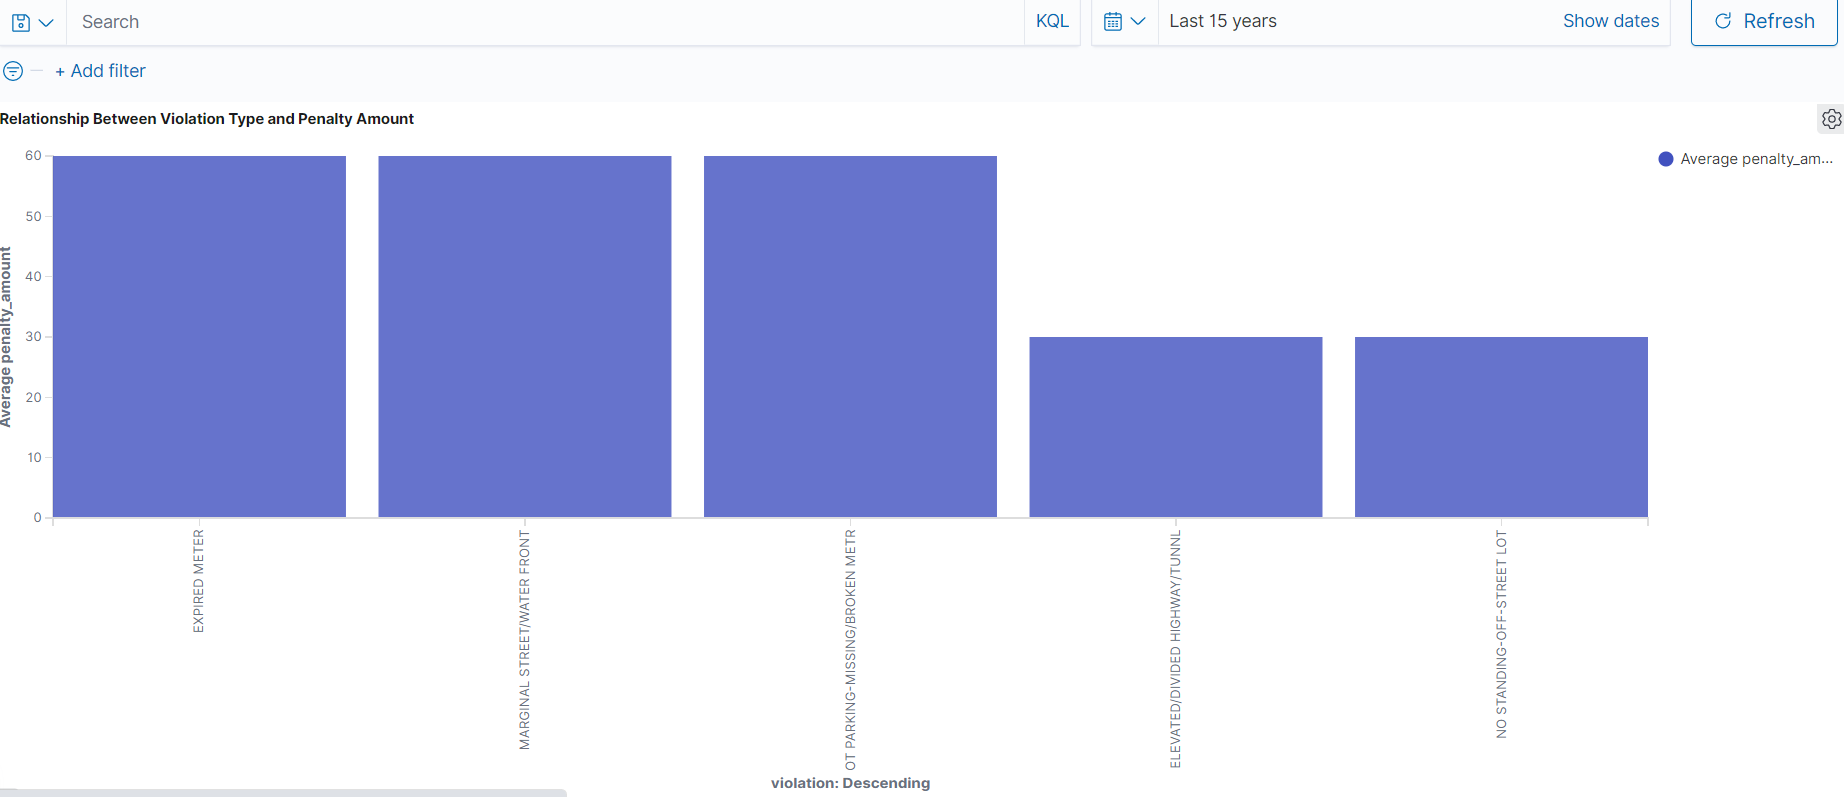 Search
KQL
Last 15 years
Show dates
Refresh
+ Add filter
Relationship Between Violation Type and Penalty Amount
Average penalty_am...
60
50
40
30
20
10
0
Average penalty_amount
EXPIRED METER
MARGINAL STREET/WATER FRONT
OT PARKING-MISSING/BROKEN METR
ELEVATED/DIVIDED HIGHWAY/TUNNL
NO STANDING-OFF-STREET LOT
violation: Descending